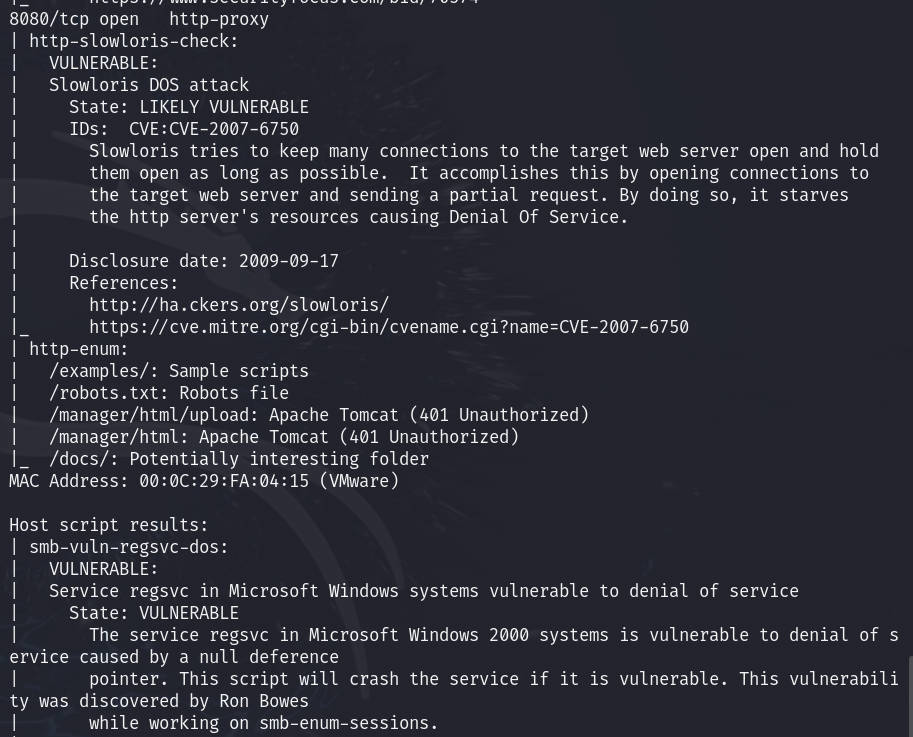 |_      https://www.securityfocus.com/bid/70574
8080/tcp open   http-proxy
| http-slowloris-check:
|   VULNERABLE:
|   Slowloris DOS attack
|     State: LIKELY VULNERABLE
|     IDs:  CVE:CVE-2007-6750
|       Slowloris tries to keep many connections to the target web server open and hold
|       them open as long as possible.  It accomplishes this by opening connections to
|       the target web server and sending a partial request. By doing so, it starves
|       the http server's resources causing Denial Of Service.
|
|     Disclosure date: 2009-09-17
|     References:
|       http://ha.ckers.org/slowloris/
|_      https://cve.mitre.org/cgi-bin/cvename.cgi?name=CVE-2007-6750
| http-enum:
|   /examples/: Sample scripts
|   /robots.txt: Robots file
|   /manager/html/upload: Apache Tomcat (401 Unauthorized)
|   /manager/html: Apache Tomcat (401 Unauthorized)
|_  /docs/: Potentially interesting folder
MAC Address: 00:0C:29:FA:04:15 (VMware)

Host script results:
| smb-vuln-regsvc-dos:
|   VULNERABLE:
|   Service regsvc in Microsoft Windows systems vulnerable to denial of service
|     State: VULNERABLE
|       The service regsvc in Microsoft Windows 2000 systems is vulnerable to denial of s
ervice caused by a null deference
|       pointer. This script will crash the service if it is vulnerable. This vulnerabili
ty was discovered by Ron Bowes
|       while working on smb-enum-sessions.